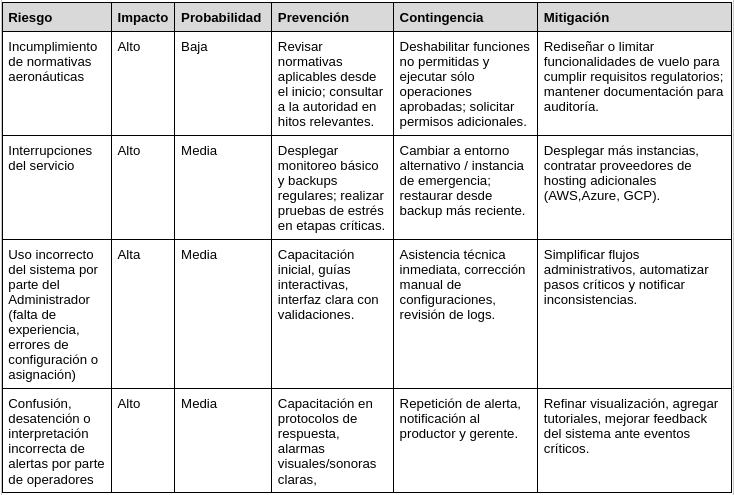 Riesgo
Impacto
Probabilidad
Prevención
Contingencia
Mitigación
Incumplimiento
de normativas
aeronáuticas
Alto
Baja
Revisar
normativas
aplicables desde
el inicio; consultar
a la autoridad en
hitos relevantes.
Deshabilitar funciones
no permitidas y
ejecutar sólo
operaciones
aprobadas; solicitar
permisos adicionales.
Rediseñar o limitar
funcionalidades de vuelo para
cumplir requisitos regulatorios;
mantener documentación para
auditoría.
Interrupciones
del servicio
Alto
Media
Desplegar
monitoreo básico
y backups
regulares; realizar
pruebas de estrés
en etapas críticas.
Cambiar a entorno
alternativo / instancia
de emergencia;
restaurar desde
backup más reciente.
Desplegar más instancias,
contratar proveedores de
hosting adicionales
(AWS,Azure, GCP).
Uso incorrecto
del sistema por
parte del
Administrador
(falta de
experiencia,
errores de
configuración o
asignación)
Alta
Media
Capacitación
inicial, guías
interactivas,
interfaz clara con
validaciones.
Asistencia técnica
inmediata, corrección
manual de
configuraciones,
revisión de logs.
Simplificar flujos
administrativos, automatizar
pasos críticos y notificar
inconsistencias.
Confusión,
desatención o
interpretación
incorrecta de
alertas por parte
de operadores
Alto
Media
Capacitación en
protocolos de
respuesta,
alarmas
visuales/sonoras
claras,
Repetición de alerta,
notificación al
productor y gerente.
Refinar visualización, agregar
tutoriales, mejorar feedback
del sistema ante eventos
críticos.